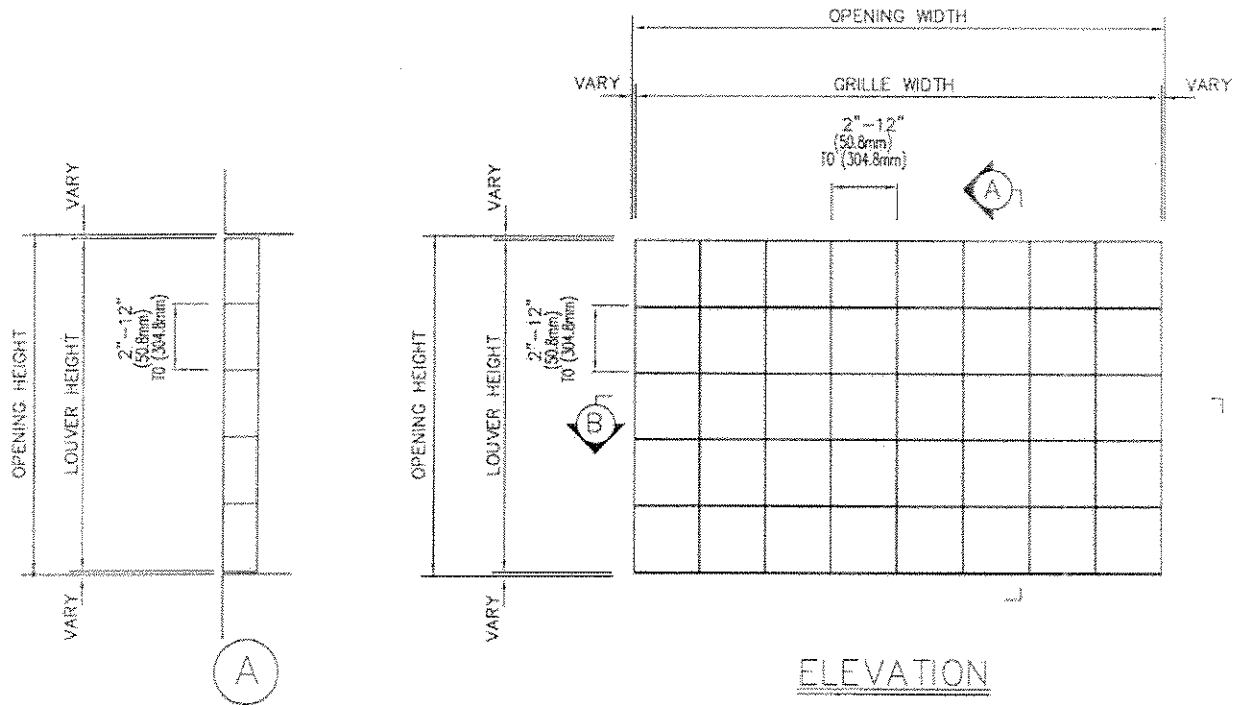 OPENING WIDTH
VARY
GRILLE WIDTH
VARY
2"-12"
(50.8mm)
TO (304.8mm)
A
VARY
OPENING HEIGHT
LOUVER HEIGHT
2"-12"
(50.8mm)
TO (304.8mm)
VARY
A
VARY
OPENING HEIGHT
LOUVER HEIGHT
2"-12"
(50.8mm)
TO (304.8mm)
B
VARY
ELEVATION